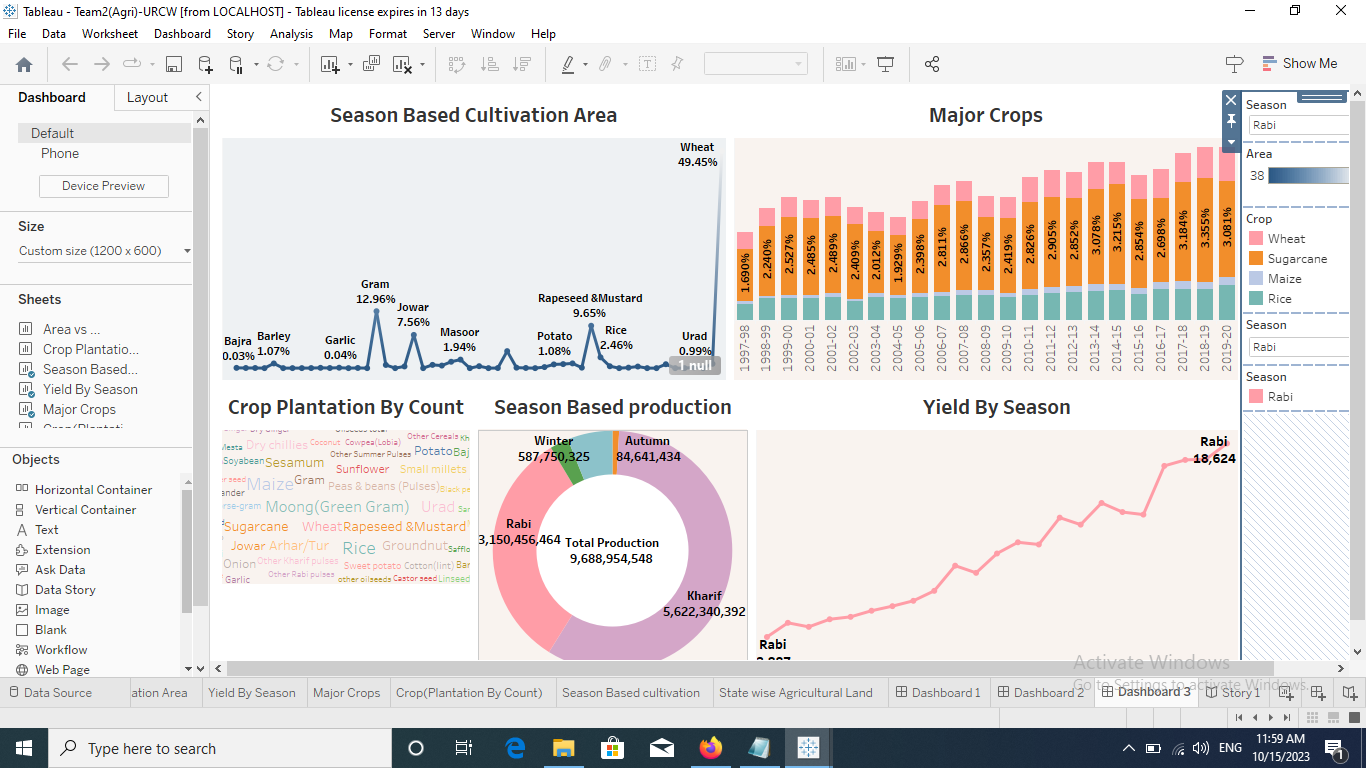 Tableau - Team2(Agri)-URCW [from LOCALHOST] - Tableau license expires in 13 days
File Data Worksheet Dashboard Story Analysis Map Format Server Window Help
Show Me
Dashboard Layout
Default
Phone
Device Preview
Size
Custom size (1200 x 600)
Sheets
Area vs ...
Crop Plantatio...
Season Based...
Yield By Season
Major Crops
Objects
Horizontal Container
Vertical Container
Text
Extension
Ask Data
Data Story
Image
Blank
Workflow
Web Page
Season Based Cultivation Area
Wheat
49.45%
Gram
12.96%
Jowar
7.56%
Rapeseed &Mustard
9.65%
Bajra
0.03%
Barley
1.07%
Garlic
0.04%
Masoor
1.94%
Potato
1.08%
Rice
2.46%
Urad
0.99%
1 null
Major Crops
1.690% 2.240% 2.527% 2.485% 2.489% 2.409% 2.012% 1.929% 2.398% 2.811% 2.866% 2.357% 2.419% 2.826% 2.905% 2.852% 3.078% 3.215% 2.854% 2.698% 3.184% 3.355% 3.081%
1997-98 1998-99 1999-00 2000-01 2001-02 2002-03 2003-04 2004-05 2005-06 2006-07 2007-08 2008-09 2009-10 2010-11 2011-12 2012-13 2013-14 2014-15 2015-16 2016-17 2017-18 2018-19 2019-20
Season
Rabi
Area
38
Crop
Wheat
Sugarcane
Maize
Rice
Season
Rabi
Season
Rabi
Crop Plantation By Count
Dry chillies Coconut Cowpea(Lobia) Other Cereals
Other Summer Pulses Potato
Soyabean Sesamum
Sunflower Small millets
Maize Gram Peas & beans (Pulses)
Moong(Green Gram) Urad
Sugarcane Wheat Rapeseed &Mustard
Jowar Arhar/Tur Rice Groundnut
Onion Other Kharif pulses Sweet potato Cotton(lint)
Garlic Other Rabi pulses other oilseeds Castor seed Linseed
Season Based production
Winter
587,750,325
Autumn
84,641,434
Rabi
3,150,456,464
Total Production
9,688,954,548
Kharif
5,622,340,392
Yield By Season
Rabi
18,624
Rabi
Activate Windows
Go to Settings to activate Windows.
Data Source ation Area Yield By Season Major Crops Crop(Plantation By Count) Season Based cultivation State wise Agricultural Land Dashboard 1 Dashboard 2 Dashboard 3 Story 1
Type here to search
ENG
11:59 AM
10/15/2023
1